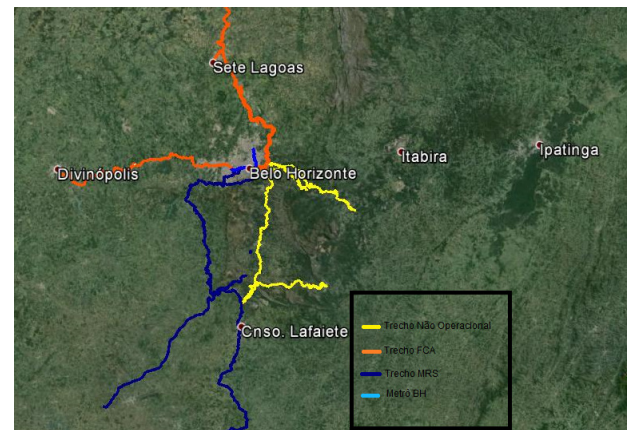 Sete Lagoas
Itabira
Ipatinga
Divinópolis
Belo Horizonte
Cnso. Lafaiete
Trecho Não Operacional
Trecho FCA
Trecho MRS
Metrô BH